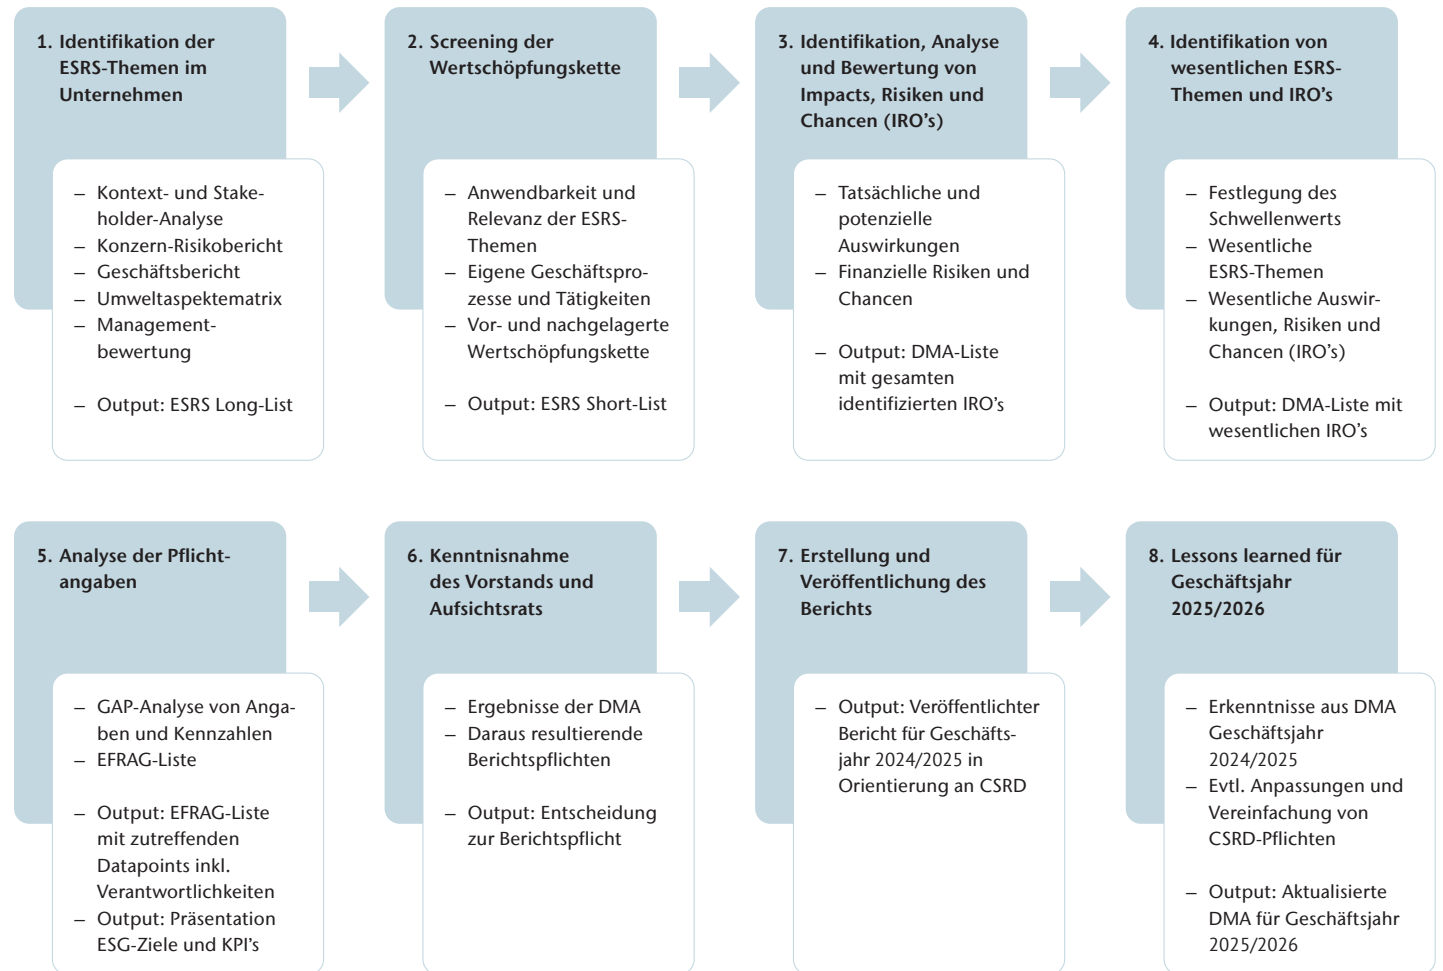 1. Identifikation der
ESRS-Themen im
Unternehmen
– Kontext- und Stake-
holder-Analyse
– Konzern-Risikobericht
– Geschäftsbericht
– Umweltaspektematrix
– Management-
bewertung
– Output: ESRS Long-List
2. Screening der
Wertschöpfungskette
– Anwendbarkeit und
Relevanz der ESRS-
Themen
– Eigene Geschäftspro-
zesse und Tätigkeiten
– Vor- und nachgelagerte
Wertschöpfungskette
– Output: ESRS Short-List
3. Identifikation, Analyse
und Bewertung von
Impacts, Risiken und
Chancen (IRO’s)
– Tatsächliche und
potenzielle
Auswirkungen
– Finanzielle Risiken und
Chancen
– Output: DMA-Liste
mit gesamten
identifizierten IRO’s
4. Identifikation von
wesentlichen ESRS-
Themen und IRO’s
– Festlegung des
Schwellenwerts
– Wesentliche
ESRS-Themen
– Wesentliche Auswir-
kungen, Risiken und
Chancen (IRO’s)
– Output: DMA-Liste mit
wesentlichen IRO’s
5. Analyse der Pflicht-
angaben
– GAP-Analyse von Anga-
ben und Kennzahlen
– EFRAG-Liste
– Output: EFRAG-Liste
mit zutreffenden
Datapoints inkl.
Verantwortlichkeiten
– Output: Präsentation
ESG-Ziele und KPI’s
6. Kenntnisnahme
des Vorstands und
Aufsichtsrats
– Ergebnisse der DMA
– Daraus resultierende
Berichtspflichten
– Output: Entscheidung
zur Berichtspflicht
7. Erstellung und
Veröffentlichung des
Berichts
– Output: Veröffentlichter
Bericht für Geschäfts-
jahr 2024/2025 in
Orientierung an CSRD
8. Lessons learned für
Geschäftsjahr
2025/2026
– Erkenntnisse aus DMA
Geschäftsjahr
2024/2025
– Evtl. Anpassungen und
Vereinfachung von
CSRD-Pflichten
– Output: Aktualisierte
DMA für Geschäftsjahr
2025/2026